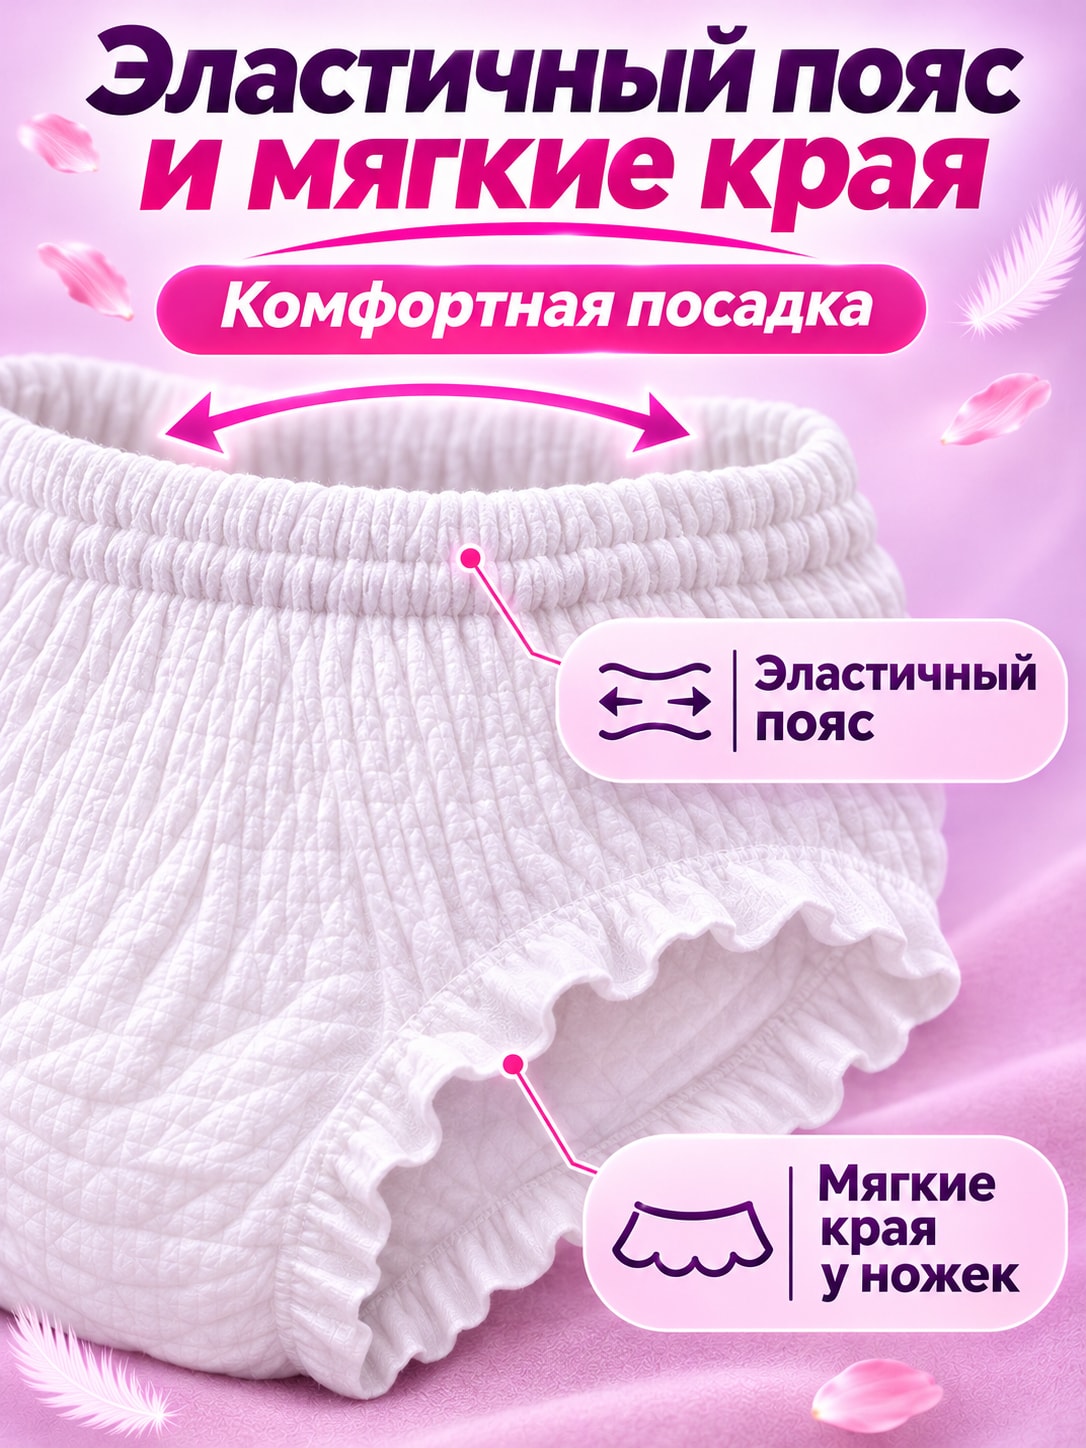 Эластичный пояс
и мягкие края
Комфортная посадка
Эластичный
пояс
Мягкие
края
у ножек